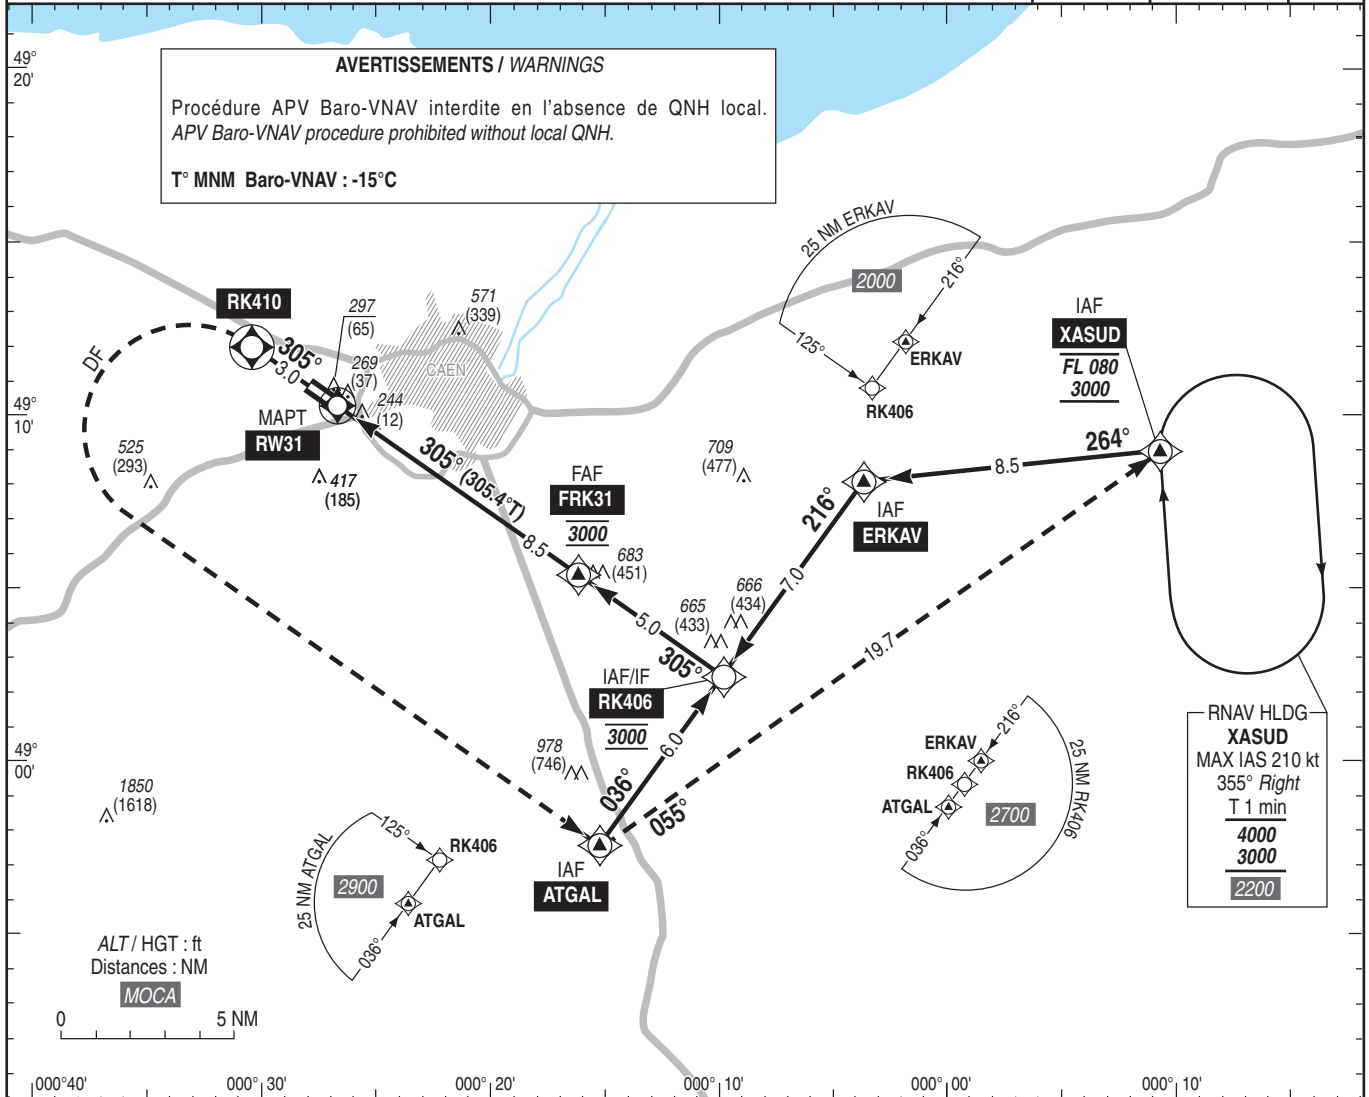 49°
20'
AVERTISSEMENTS / WARNINGS
Procédure APV Baro-VNAV interdite en l'absence de QNH local.
APV Baro-VNAV procedure prohibited without local QNH.
T° MNM Baro-VNAV : -15°C
25 NM ERKAV
2000
216°
125°
ERKAV
RK406
IAF
XASUD
FL 080
3000
RK410
297
(65)
571
(339)
305°
3.0
269
(37)
CAEN
244
(12)
DF
49°
10'
MAPT
RW31
525
(293)
417
(185)
305° (305.4°T)
8.5
FAF
FRK31
3000
683
(451)
709
(477)
264°
8.5
IAF
ERKAV
216°
7.0
666
(434)
665
(433)
5.0
305°
IAF/IF
RK406
3000
19.7
49°
00'
978
(746)
6.0
036°
055°
1850
(1618)
IAF
ATGAL
25 NM ATGAL
125°
RK406
2900
ATGAL
036°
216°
ERKAV
RK406
ATGAL
2700
036°
25 NM RK406
RNAV HLDG
XASUD
MAX IAS 210 kt
355° Right
T 1 min
4000
3000
2200
ALT / HGT : ft
Distances : NM
MOCA
0 5 NM
000°40' 000°30' 000°20' 000°10' 000°00' 000°10'